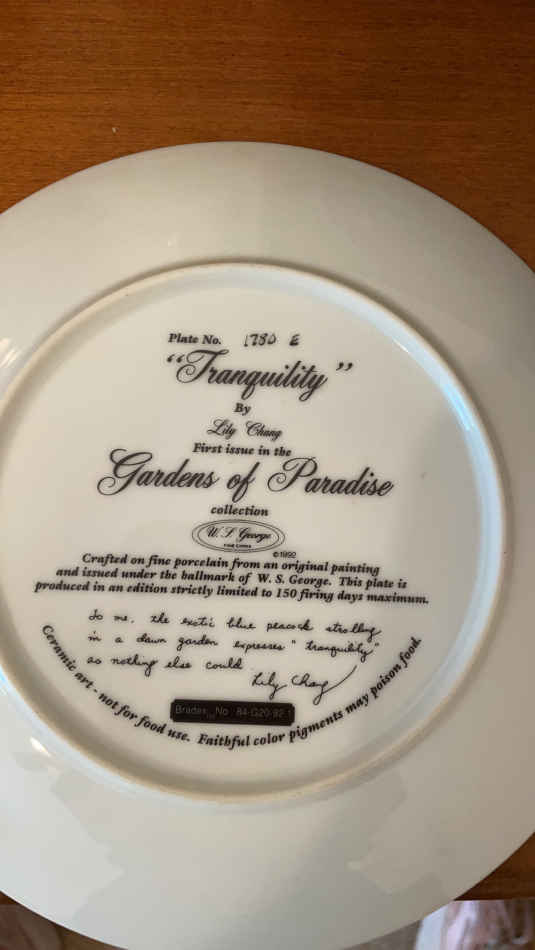 Plate No. 1780 E
“Tranquility”
By
Lily Chang
First issue in the
Gardens of Paradise
collection
W. S. George
FINE CHINA
©1992
Crafted on fine porcelain from an original painting
and issued under the hallmark of W. S. George. This plate is
produced in an edition strictly limited to 150 firing days maximum.
To me, the exotic blue peacock strolling
in a dawn garden expresses "tranquility"
as nothing else could
Lily Chang
Bradex No. 84-G20-92.1
Ceramic art - not for food use. Faithful color pigments may poison food.